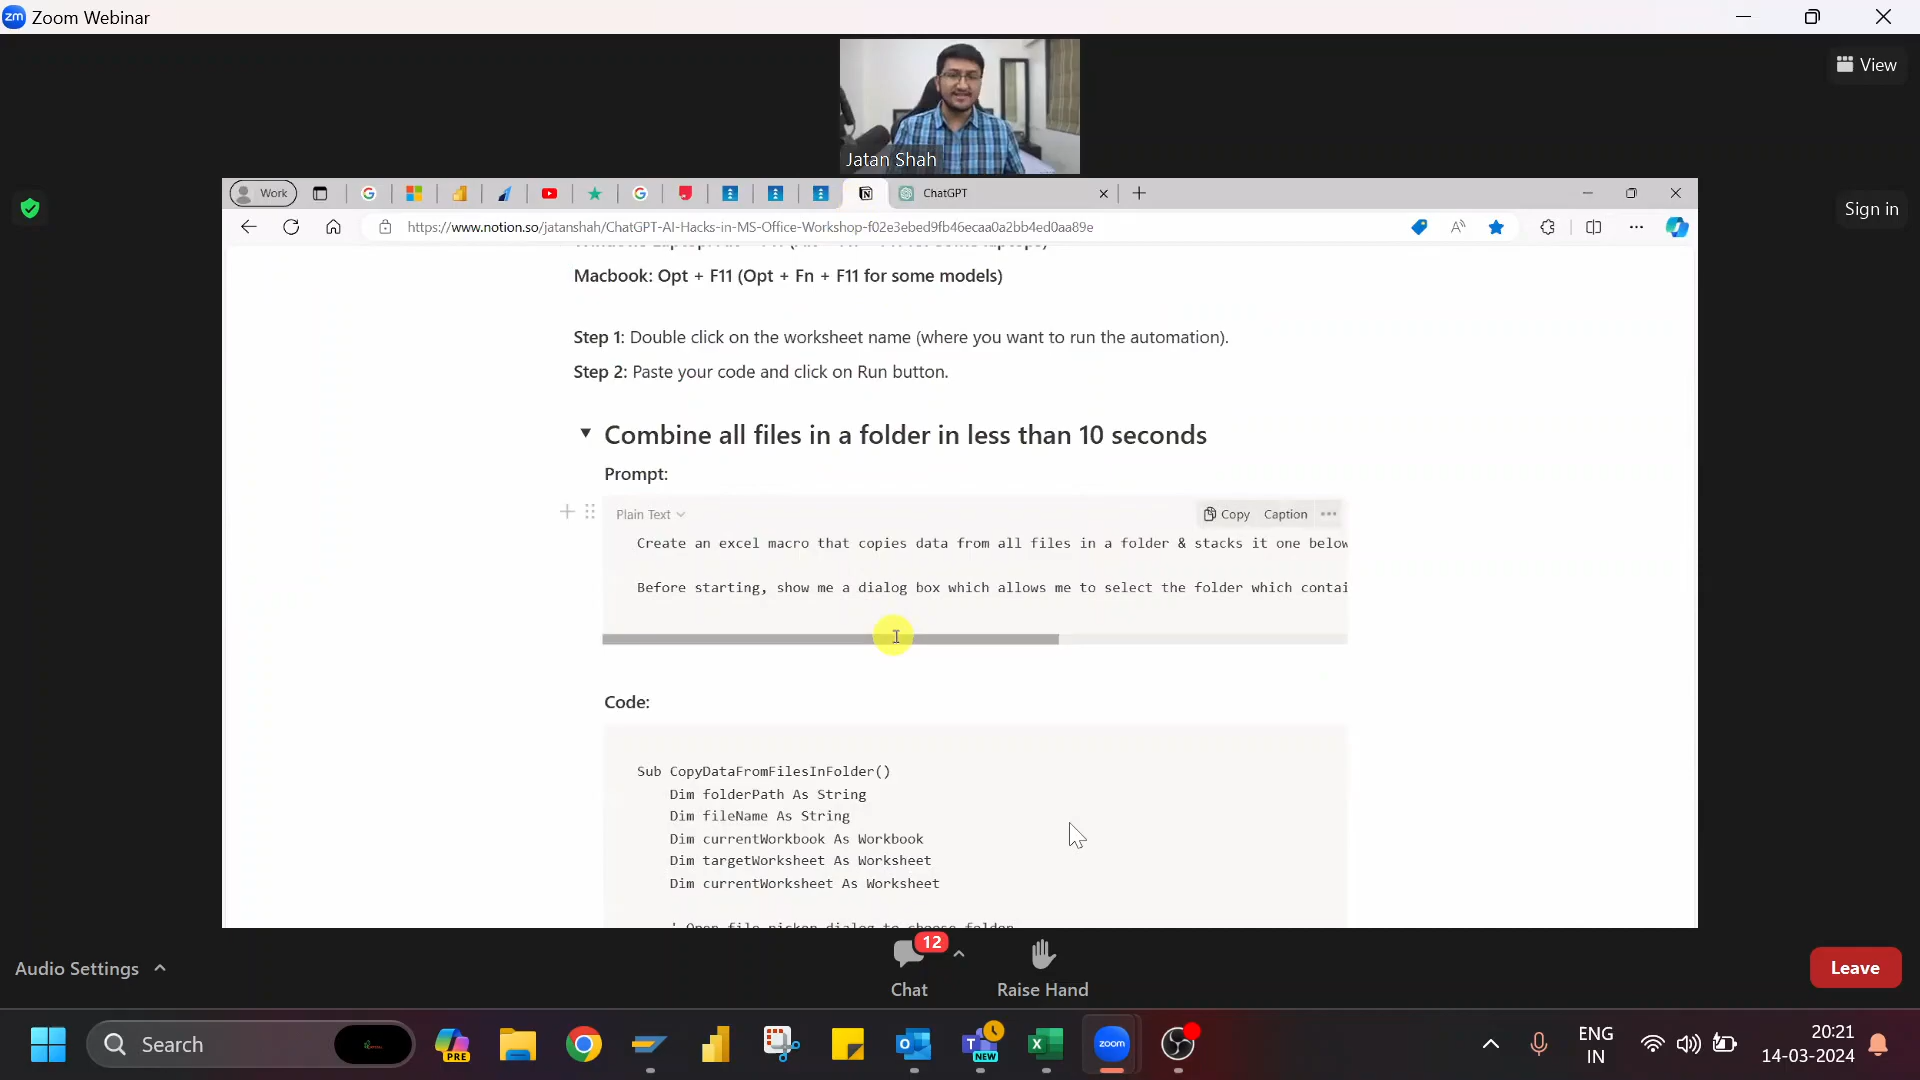 Zoom Webinar
View
Jatan Shah
Work
ChatGPT
Sign in
https://www.notion.so/jatanshah/ChatGPT-AI-Hacks-in-MS-Office-Workshop-f02e3ebed9fb46ecaa0a2bb4ed0aa89e
Macbook: Opt + F11 (Opt + Fn + F11 for some models)
Step 1: Double click on the worksheet name (where you want to run the automation).
Step 2: Paste your code and click on Run button.
Combine all files in a folder in less than 10 seconds
Prompt:
Plain Text
Copy
Caption
Create an excel macro that copies data from all files in a folder & stacks it one below
Before starting, show me a dialog box which allows me to select the folder which contai
Code:
Sub CopyDataFromFilesInFolder()
Dim folderPath As String
Dim fileName As String
Dim currentWorkbook As Workbook
Dim targetWorksheet As Worksheet
Dim currentWorksheet As Worksheet
12
Audio Settings
Chat
Raise Hand
Leave
Search
PRE
NEW
zoom
ENG
IN
20:21
14-03-2024